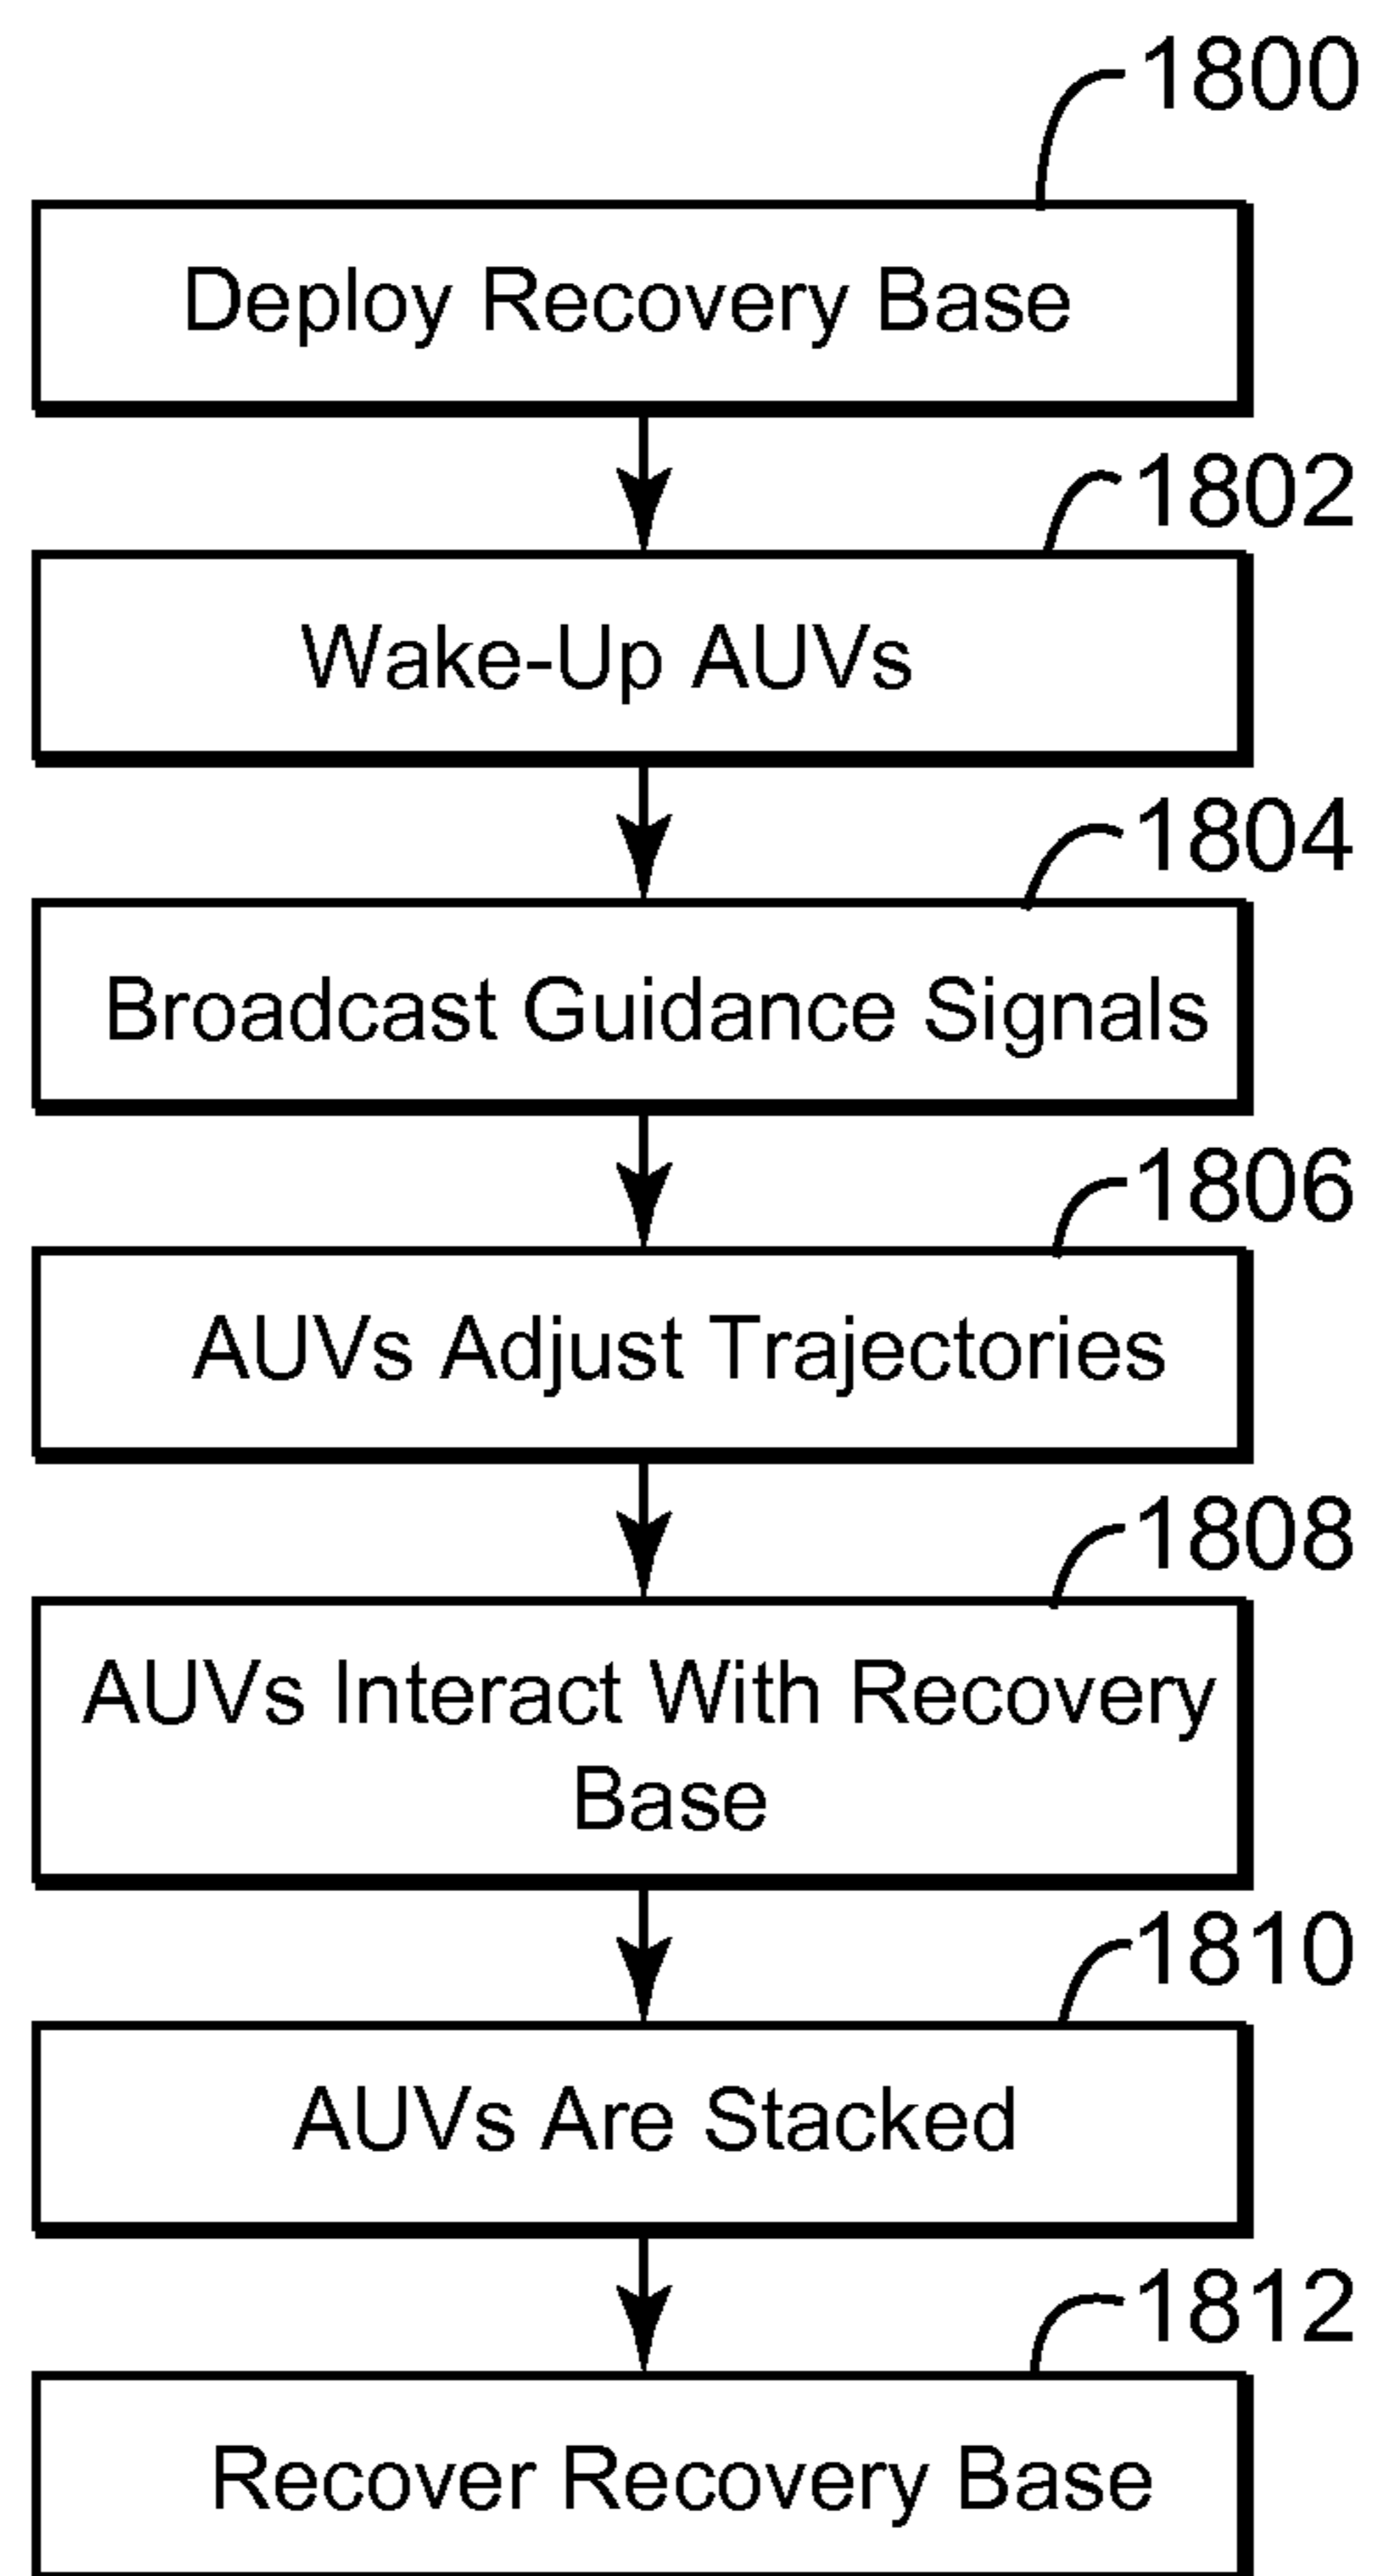 1800
Deploy Recovery Base
1802
Wake-Up AUVs
1804
Broadcast Guidance Signals
1806
AUVs Adjust Trajectories
1808
AUVs Interact With Recovery
Base
1810
AUVs Are Stacked
1812
Recover Recovery Base